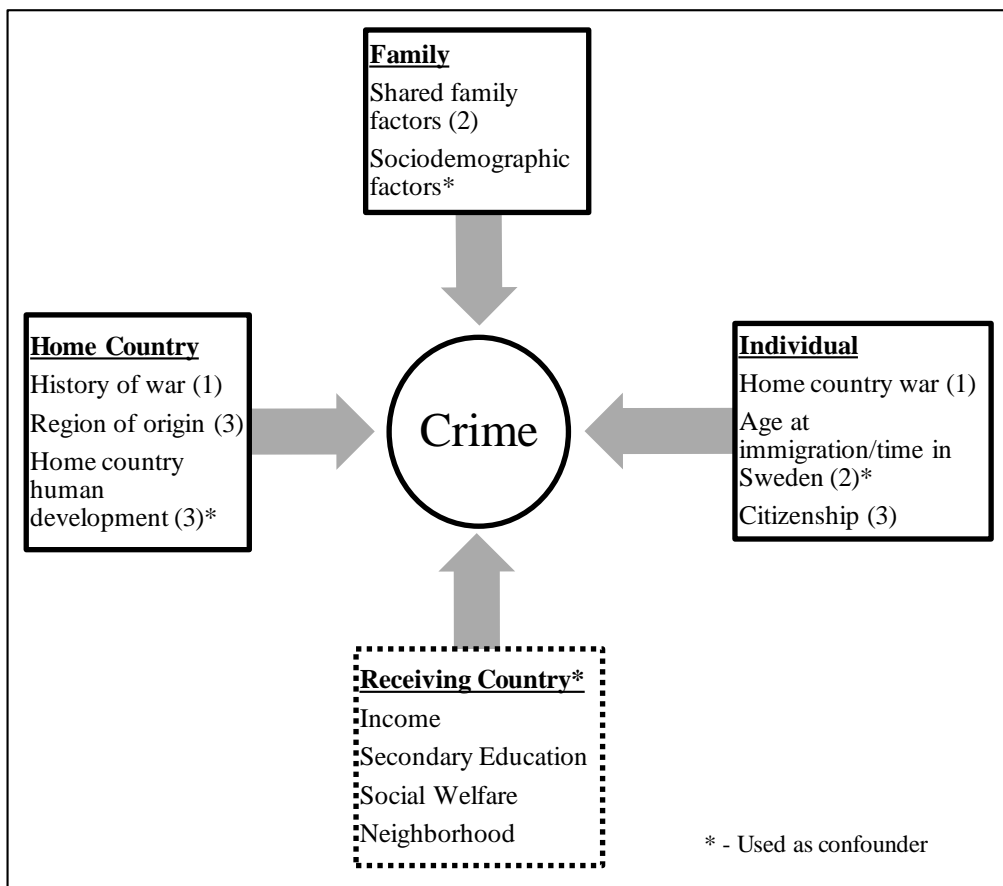 Family
Shared family
factors (2)
Sociodemographic
factors*
Home Country
History of war (1)
Region of origin (3)
Home country
human
development (3)*
Crime
Individual
Home country war (1)
Age at
immigration/time in
Sweden (2)*
Citizenship (3)
Receiving Country*
Income
Secondary Education
Social Welfare
Neighborhood
* - Used as confounder